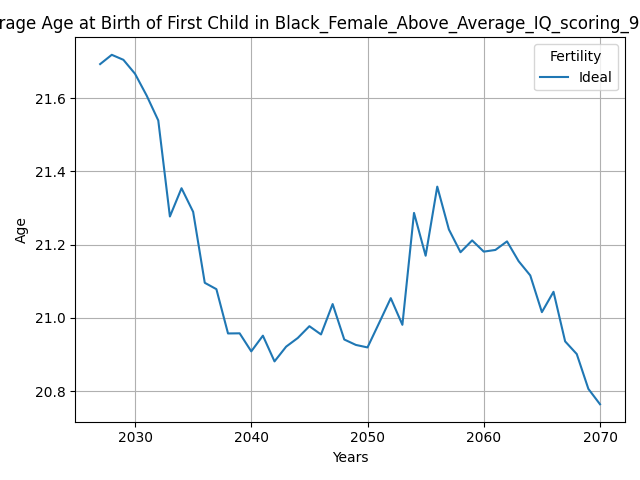 rage Age at Birth of First Child in Black_Female_Above_Average_IQ_scoring_9
Fertility
Ideal
Age
21.6
21.4
21.2
21.0
20.8
2030 2040 2050 2060 2070
Years